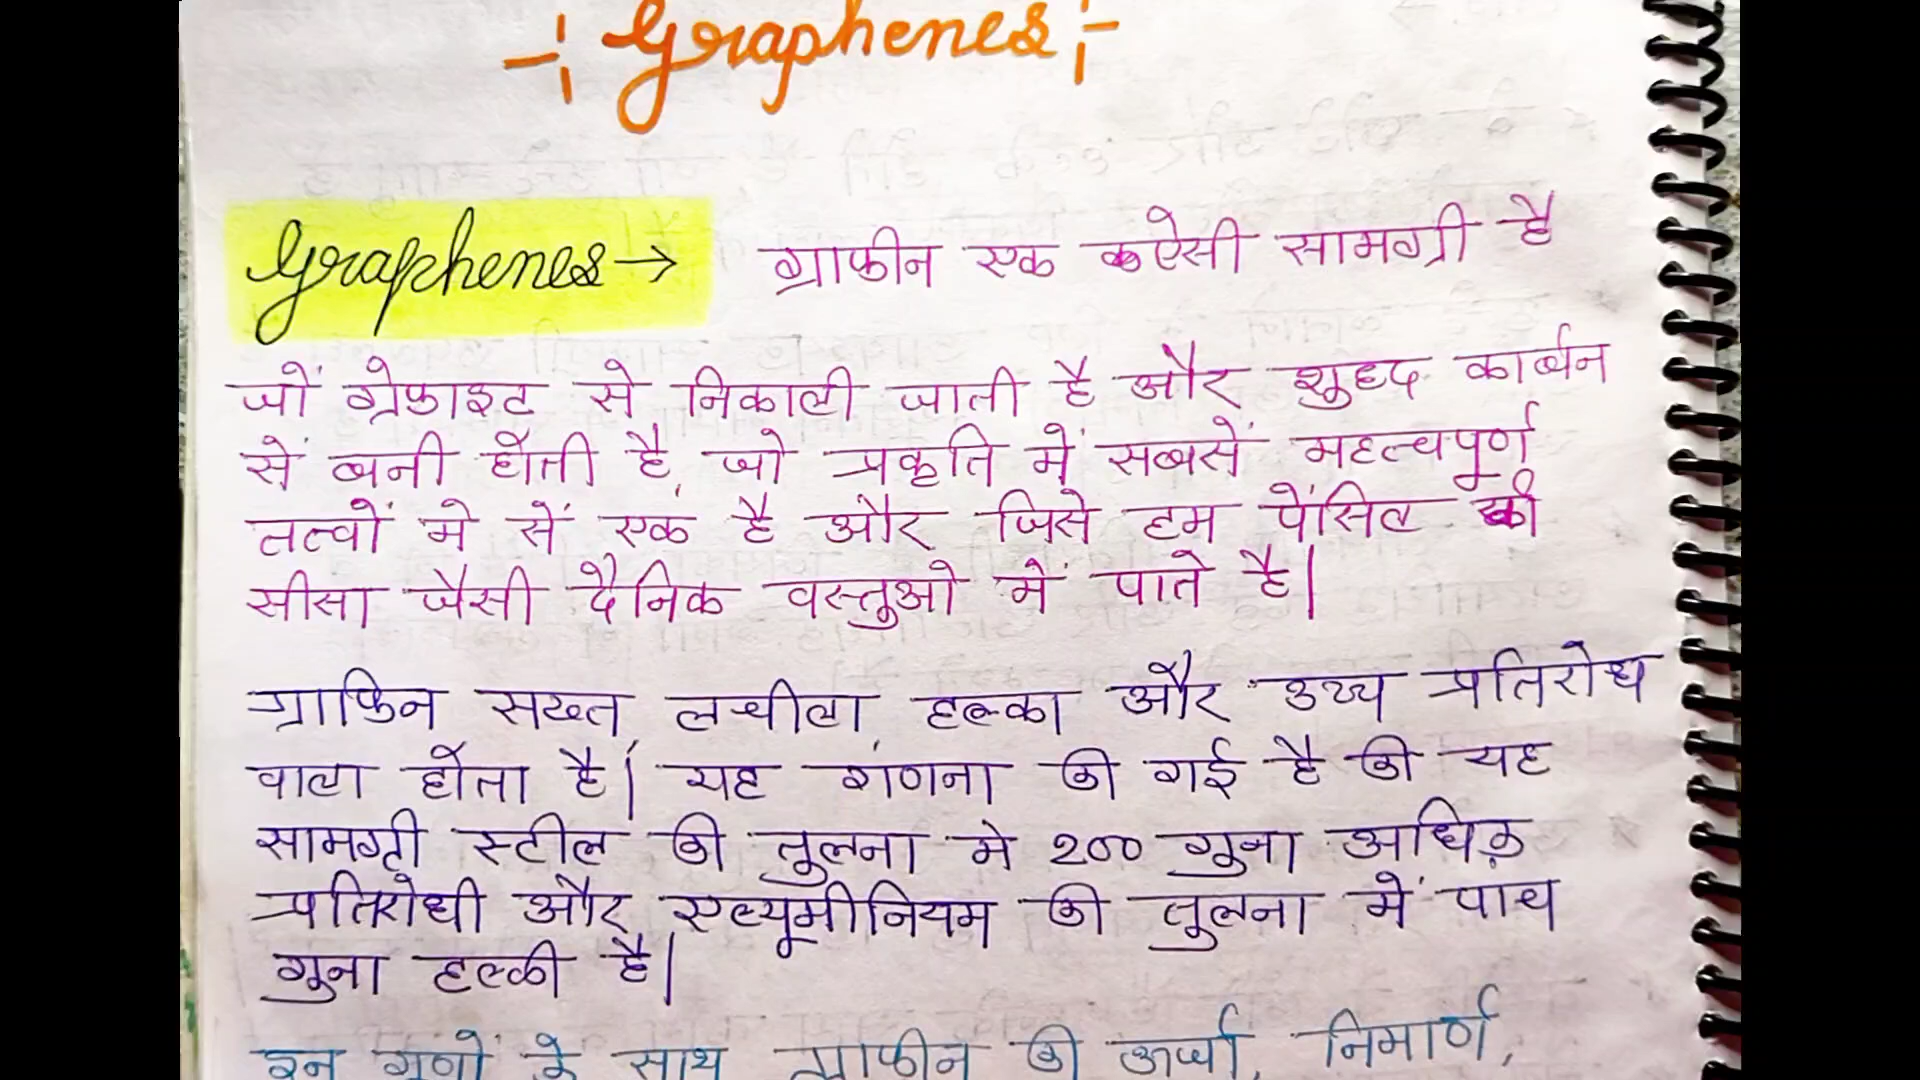 -:Graphenes:-
Graphenes→ ग्राफीन एक ऐसी सामग्री है
जों ग्रेफाइट से निकाली जाती है और शुध्द कार्बन
सें बनी होती है, जो प्रकृति में सबसें महत्वपूर्ण
तत्वों मे सें एक है और जिसे हम पेंसिल की
सीसा जैसी दैनिक वस्तुओ में पाते है|
ग्राफिन सख्त, लचीला, हल्का और उच्च प्रतिरोध
वाला होता है| यह गणना की गई है की यह
सामग्री स्टील की तुलना मे 200 गुना अधिक
प्रतिरोधी और एल्यूमीनियम की तुलना में पांच
गुना हल्की है|
इन गुणों के साथ ग्राफीन की ऊर्जा, निमार्ण,